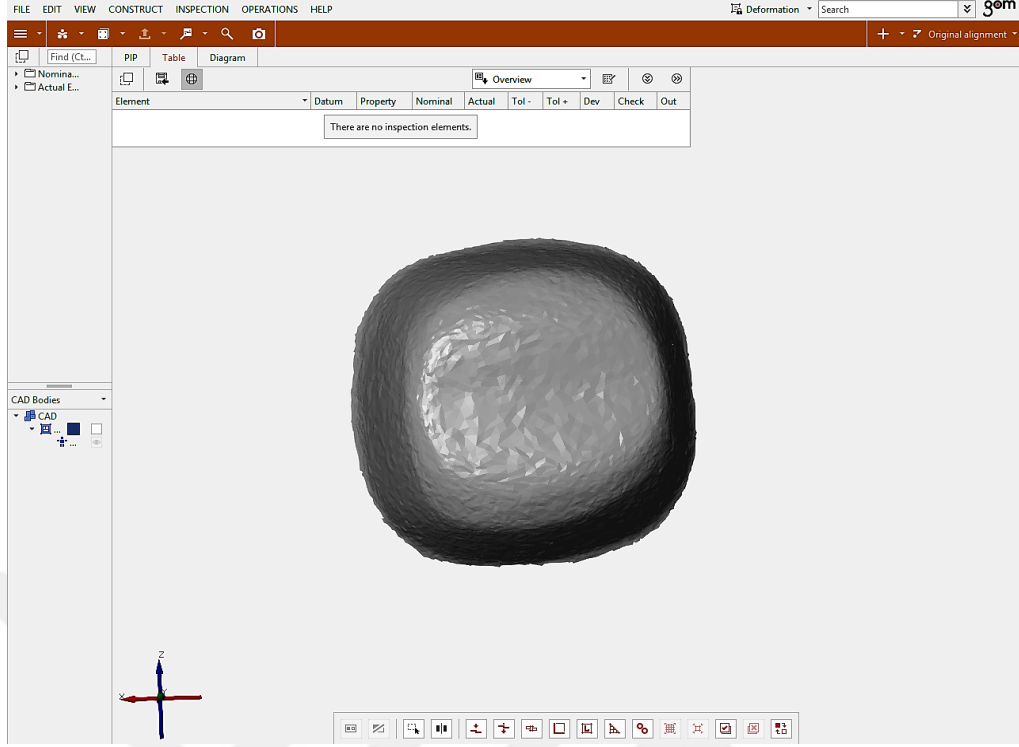 FILE EDIT VIEW CONSTRUCT INSPECTION OPERATIONS HELP
Deformation Search gom
Original alignment
Find (Ct... PIP Table Diagram
Nomina...
Actual E...
Overview
Element Datum Property Nominal Actual Tol - Tol + Dev Check Out
There are no inspection elements.
CAD Bodies
CAD
...
...
Z
X
Y